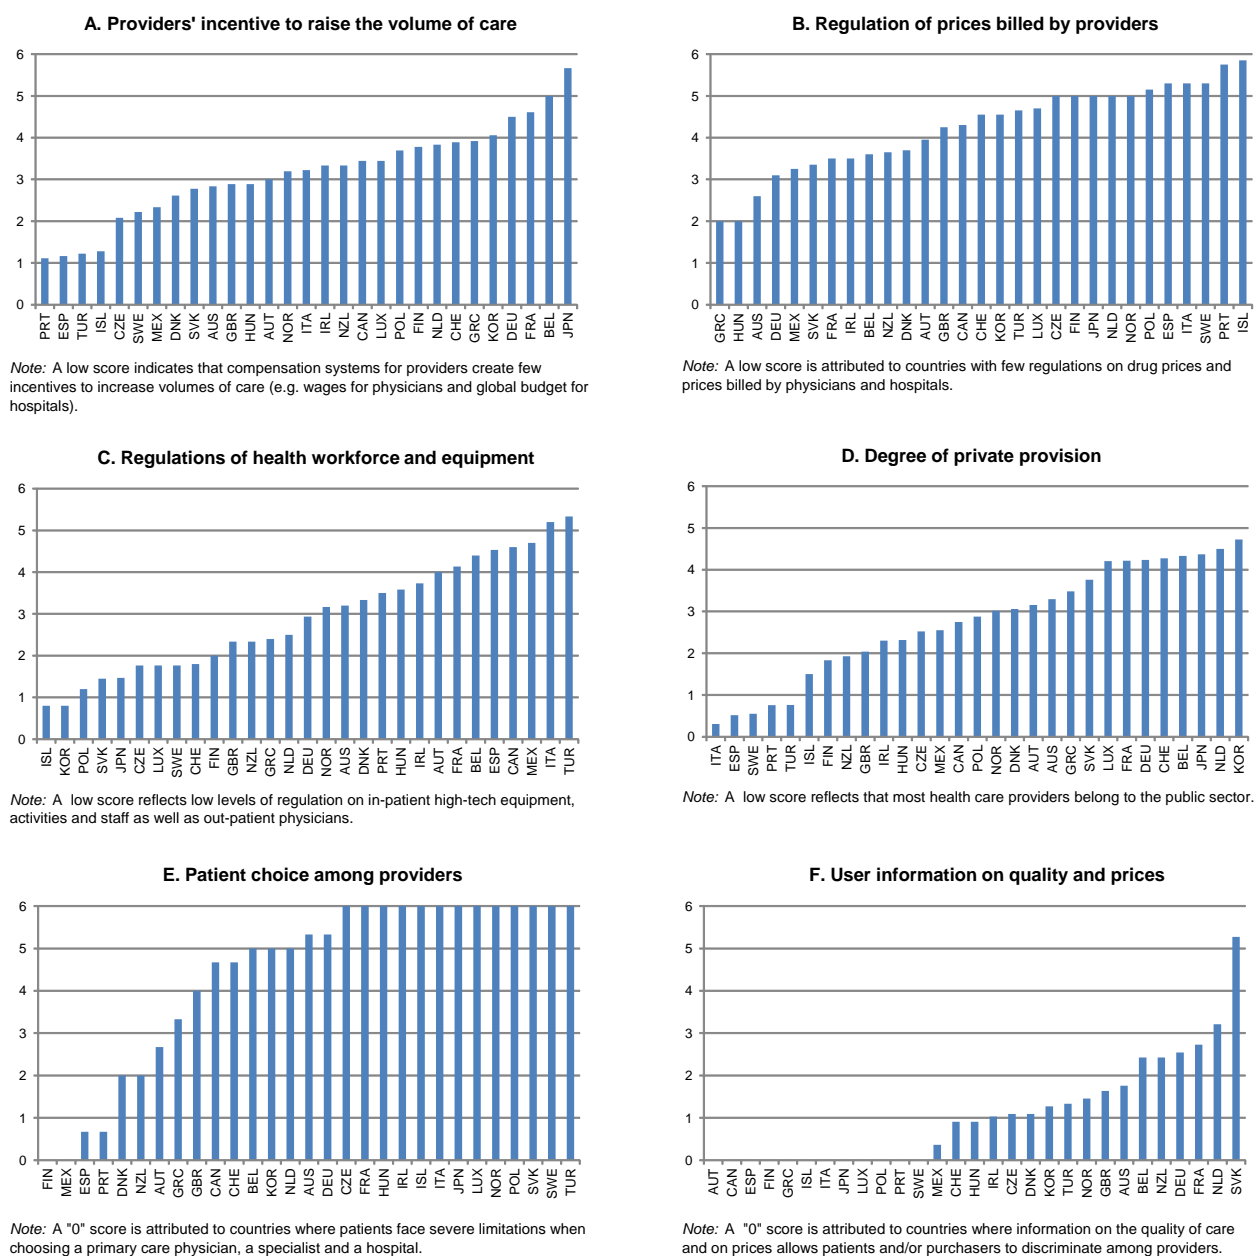 A. Providers' incentive to raise the volume of care
6
5
4
3
2
1
0
PRT ESP TUR ISL CZE SWE MEX DNK SVK AUS GBR HUN AUT NOR ITA IRL NZL CAN LUX POL FIN NLD CHE GRC KOR DEU FRA BEL JPN
Note: A low score indicates that compensation systems for providers create few
incentives to increase volumes of care (e.g. wages for physicians and global budget for
hospitals).
B. Regulation of prices billed by providers
6
5
4
3
2
1
0
GRC HUN AUS DEU MEX SVK FRA IRL BEL NZL DNK AUT GBR CAN CHE KOR TUR LUX CZE FIN JPN NLD NOR POL ESP ITA SWE PRT ISL
Note: A low score is attributed to countries with few regulations on drug prices and
prices billed by physicians and hospitals.
C. Regulations of health workforce and equipment
6
5
4
3
2
1
0
ISL KOR POL SVK JPN CZE LUX SWE CHE FIN GBR NZL GRC NLD DEU NOR AUS DNK PRT HUN IRL AUT FRA BEL ESP CAN MEX ITA TUR
Note: A low score reflects low levels of regulation on in-patient high-tech equipment,
activities and staff as well as out-patient physicians.
D. Degree of private provision
6
5
4
3
2
1
0
ITA ESP SWE PRT TUR ISL FIN NZL GBR IRL HUN CZE MEX CAN POL NOR DNK AUT AUS GRC SVK LUX FRA DEU CHE BEL JPN NLD KOR
Note: A low score reflects that most health care providers belong to the public sector.
E. Patient choice among providers
6
5
4
3
2
1
0
FIN MEX ESP PRT DNK NZL AUT GRC GBR CAN CHE BEL KOR NLD AUS DEU CZE FRA HUN IRL ISL ITA JPN LUX NOR POL SVK SWE TUR
Note: A "0" score is attributed to countries where patients face severe limitations when
choosing a primary care physician, a specialist and a hospital.
F. User information on quality and prices
6
5
4
3
2
1
0
AUT CAN ESP FIN GRC ISL ITA JPN LUX POL PRT SWE MEX CHE HUN IRL CZE DNK KOR TUR NOR GBR AUS BEL NZL DEU FRA NLD SVK
Note: A "0" score is attributed to countries where information on the quality of care
and on prices allows patients and/or purchasers to discriminate among providers.